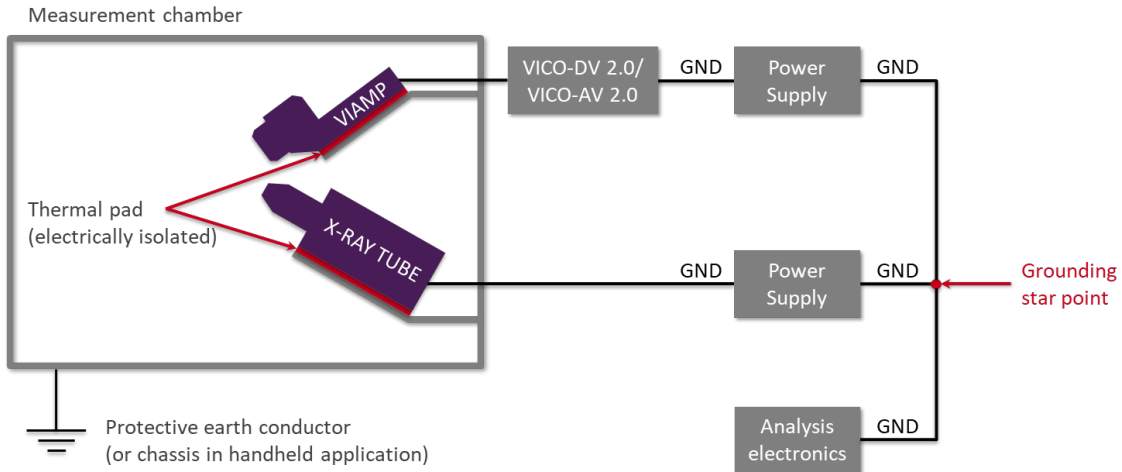 Measurement chamber
VIAMP
VICO-DV 2.0/
VICO-AV 2.0
GND
Power
Supply
GND
Thermal pad
(electrically isolated)
X-RAY TUBE
GND
Power
Supply
GND
Grounding
star point
Protective earth conductor
(or chassis in handheld application)
Analysis
electronics
GND